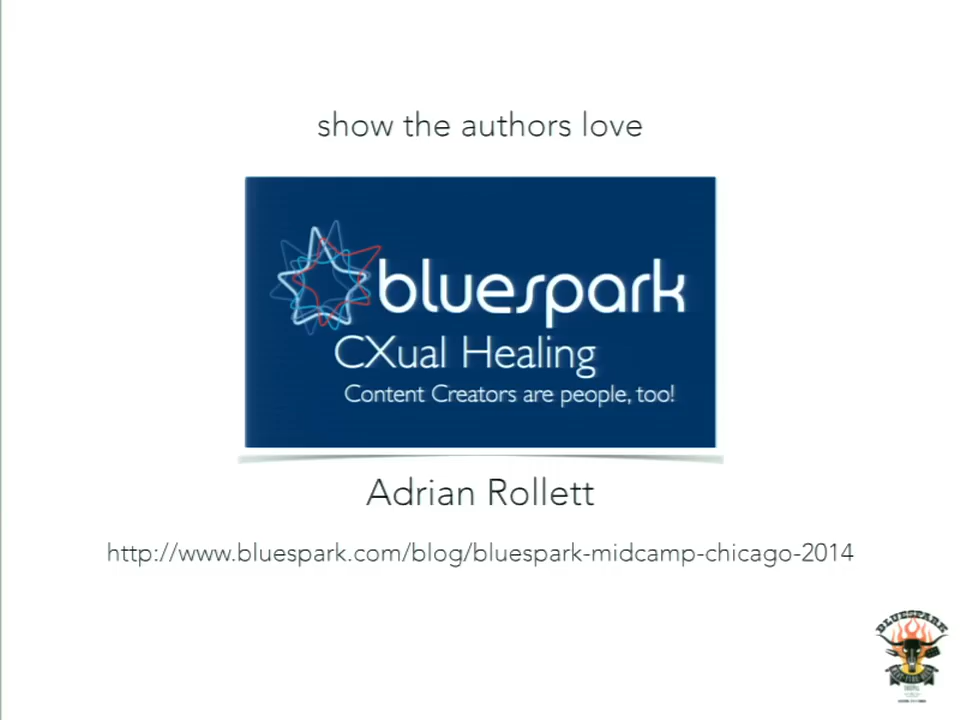 show the authors love
bluespark
CXual Healing
Content Creators are people, too!
Adrian Rollett
http://www.bluespark.com/blog/bluespark-midcamp-chicago-2014
BLUESPARK